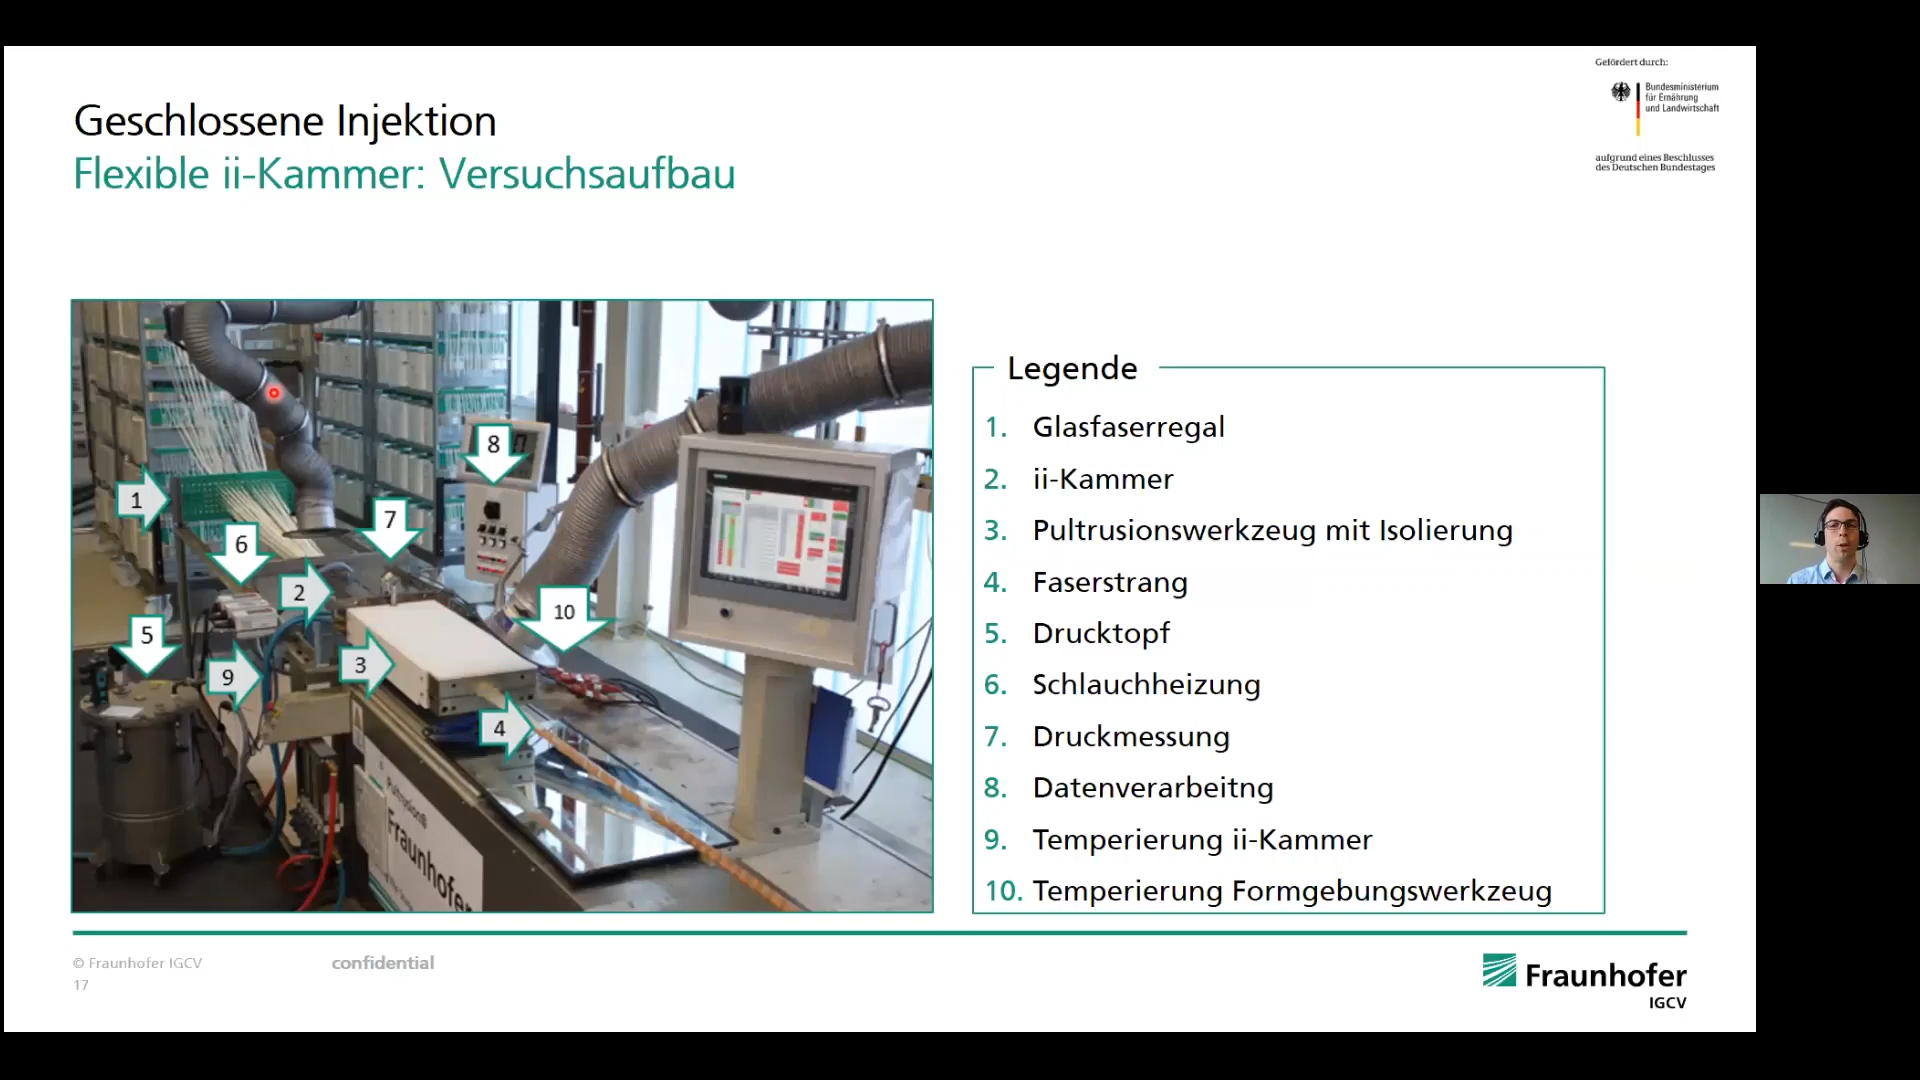 Gefördert durch:
Bundesministerium
für Ernährung
und Landwirtschaft
aufgrund eines Beschlusses
des Deutschen Bundestages
Geschlossene Injektion
Flexible ii-Kammer: Versuchsaufbau
1
2
3
4
5
6
7
8
9
10
Pultrusion®
Fraunhofer
Legende
1. Glasfaserregal
2. ii-Kammer
3. Pultrusionswerkzeug mit Isolierung
4. Faserstrang
5. Drucktopf
6. Schlauchheizung
7. Druckmessung
8. Datenverarbeitng
9. Temperierung ii-Kammer
10. Temperierung Formgebungswerkzeug
© Fraunhofer IGCV
confidential
17
Fraunhofer
IGCV